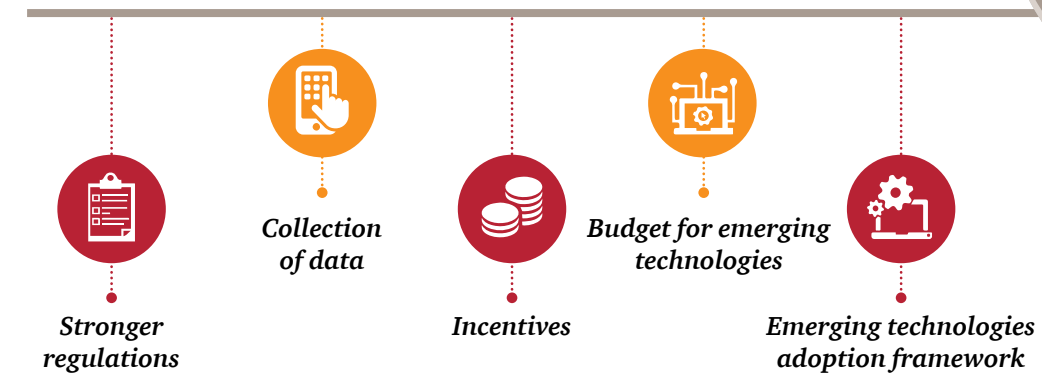 Stronger
regulations
Collection
of data
Incentives
Budget for emerging
technologies
Emerging technologies
adoption framework